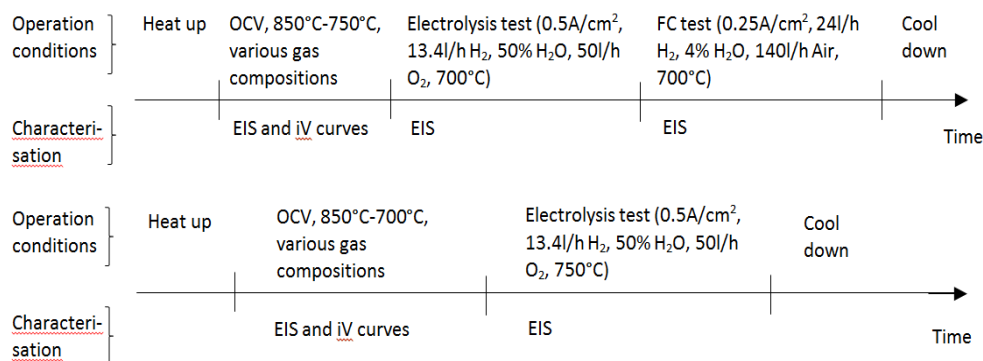 Operation
conditions
Heat up
OCV, 850°C-750°C,
various gas
compositions
Electrolysis test (0.5A/cm²,
13.4l/h H₂, 50% H₂O, 50l/h
O₂, 700°C)
FC test (0.25A/cm², 24l/h
H₂, 4% H₂O, 140l/h Air,
700°C)
Cool
down
Characteri-
sation
EIS and iV curves
EIS
EIS
Time
Operation
conditions
Heat up
OCV, 850°C-700°C,
various gas
compositions
Electrolysis test (0.5A/cm²,
13.4l/h H₂, 50% H₂O, 50l/h
O₂, 750°C)
Cool
down
Characteri-
sation
EIS and iV curves
EIS
Time